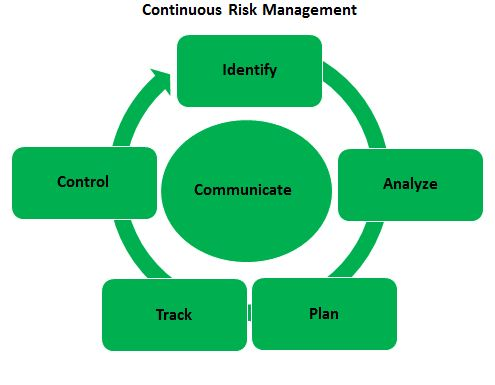 Continuous Risk Management
Identify
Analyze
Plan
Track
Control
Communicate